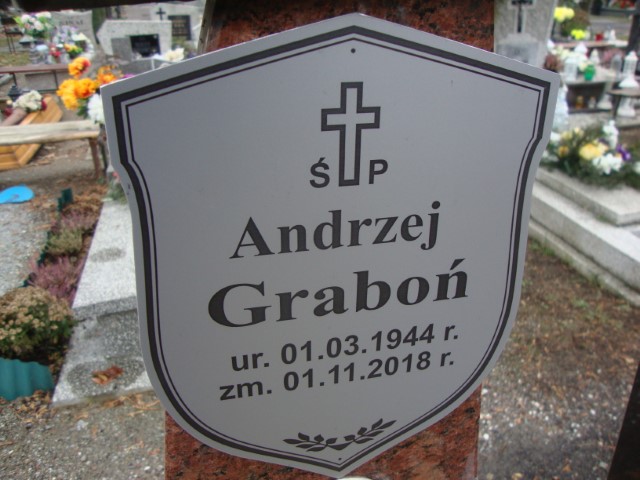 Ś P
Andrzej
Graboń
ur. 01.03.1944 r.
zm. 01.11.2018 r.